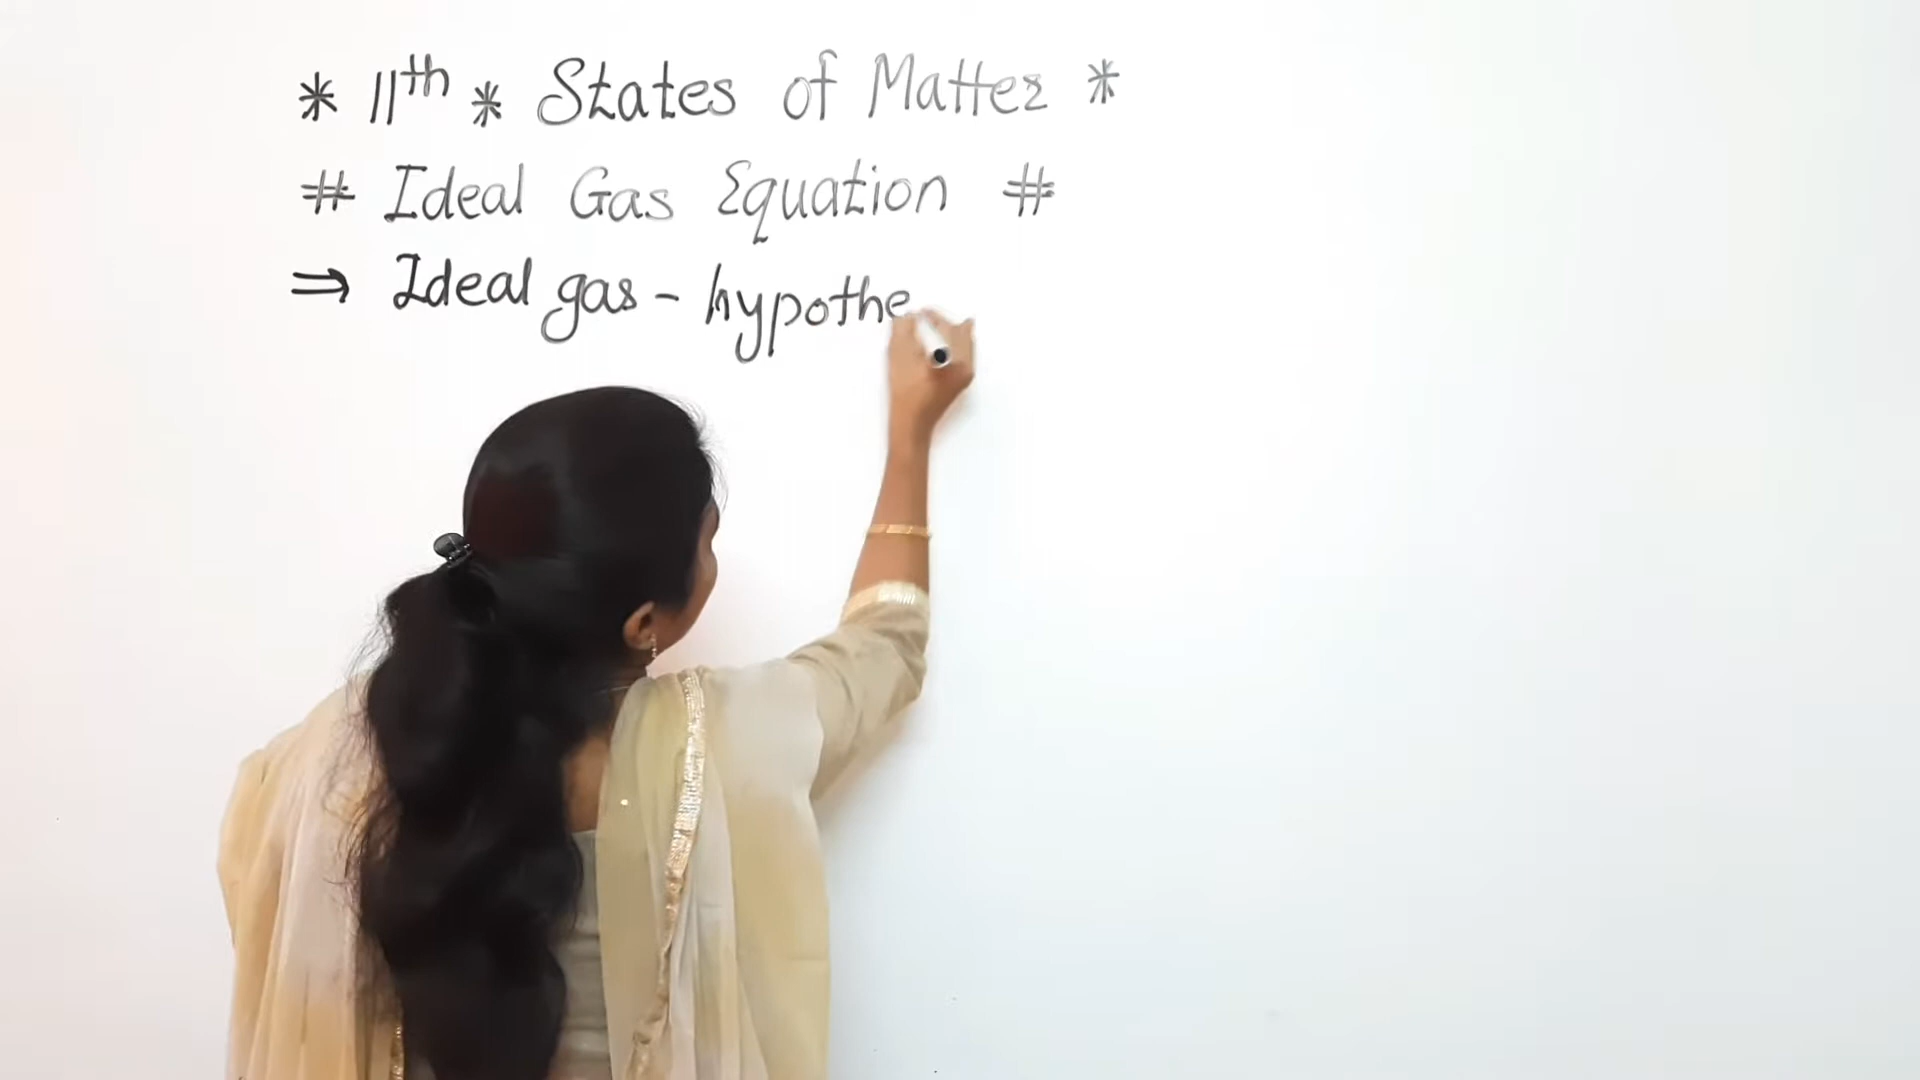 * 11th * States of Matter *
# Ideal Gas Equation #
⇒ Ideal gas - hypothe